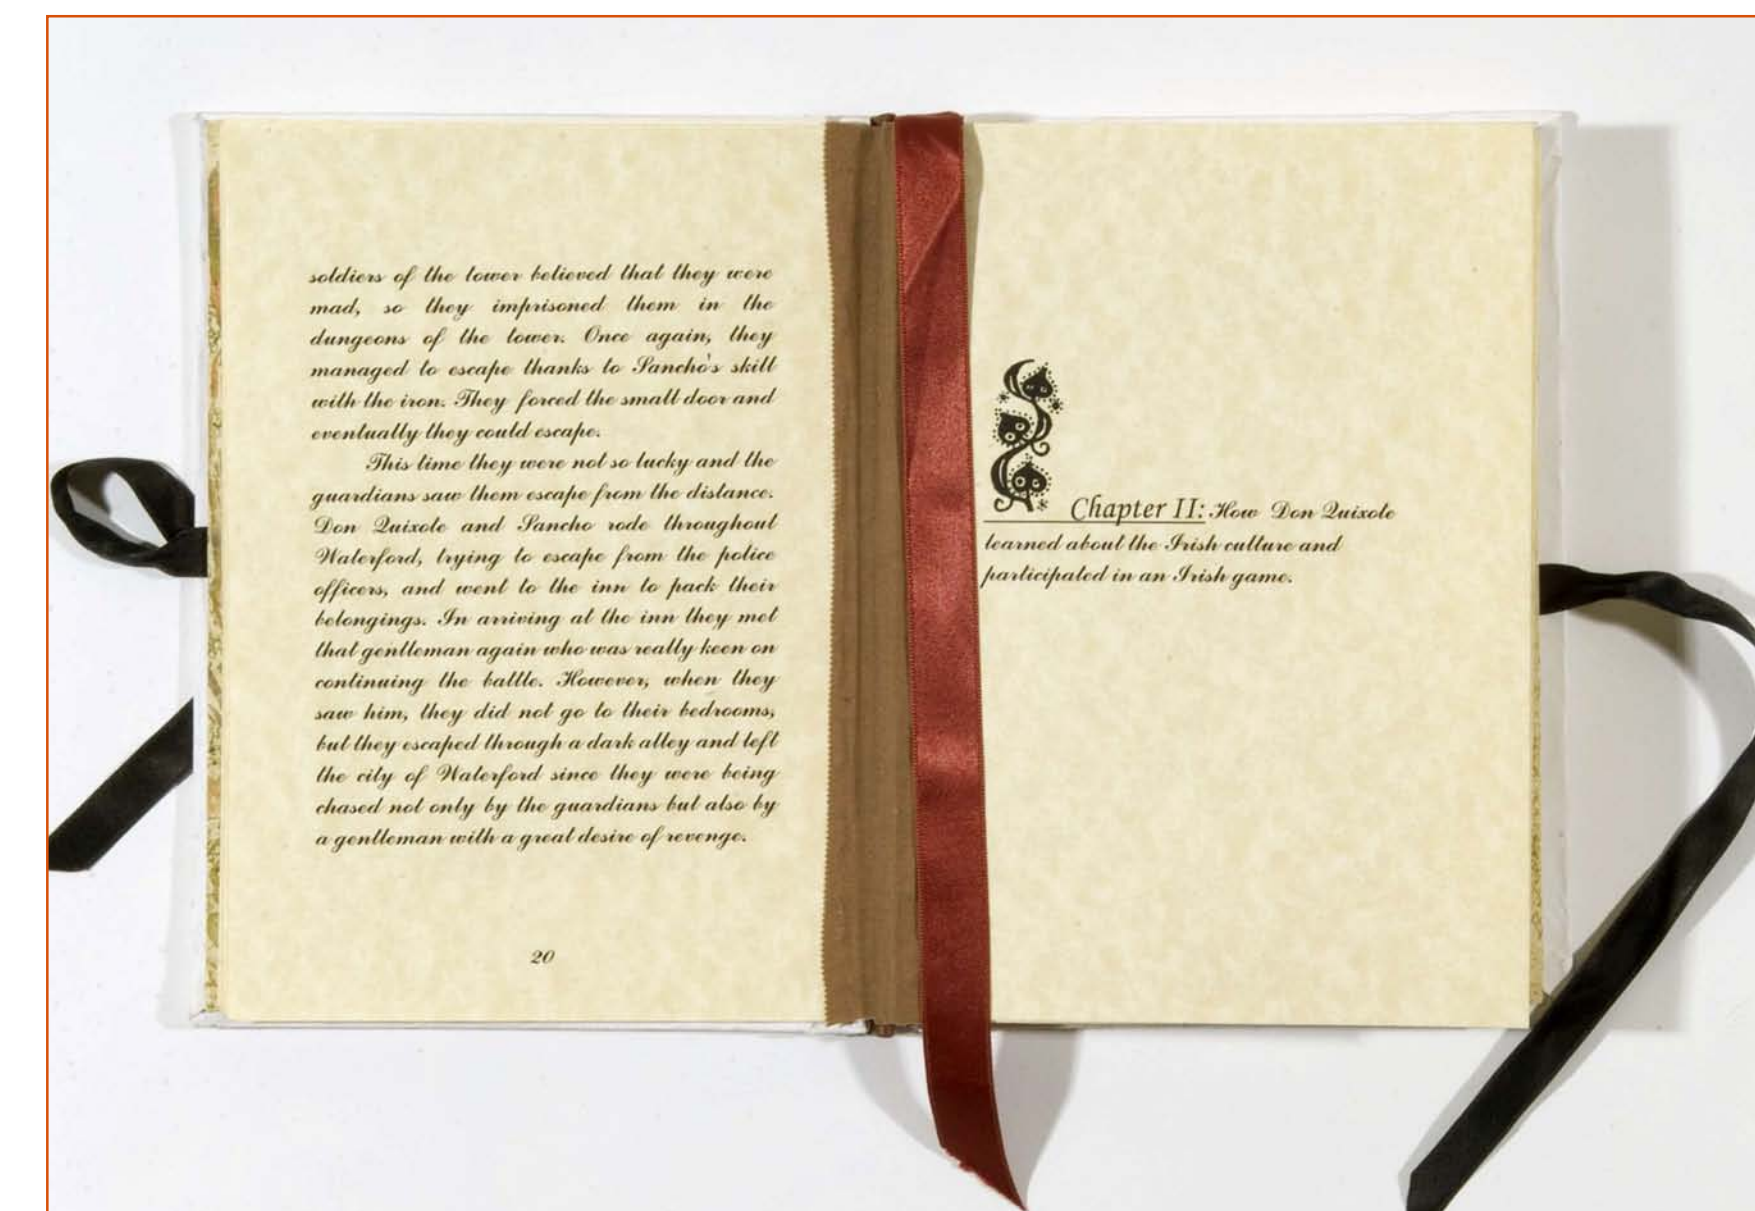 soldiers of the tower believed that they were
mad, so they imprisoned them in the
dungeons of the tower. Once again, they
managed to escape thanks to Sancho's skill
with the iron. They forced the small door and
eventually they could escape.
This time they were not so lucky and the
guardians saw them escape from the distance.
Don Quixote and Sancho rode throughout
Waterford, trying to escape from the police
officers, and went to the inn to pack their
belongings. In arriving at the inn they met
that gentleman again who was really keen on
continuing the battle. However, when they
saw him, they did not go to their bedrooms,
but they escaped through a dark alley and left
the city of Waterford since they were being
chased not only by the guardians but also by
a gentleman with a great desire of revenge.
20
Chapter II: How Don Quixote
learned about the Irish culture and
participated in an Irish game.